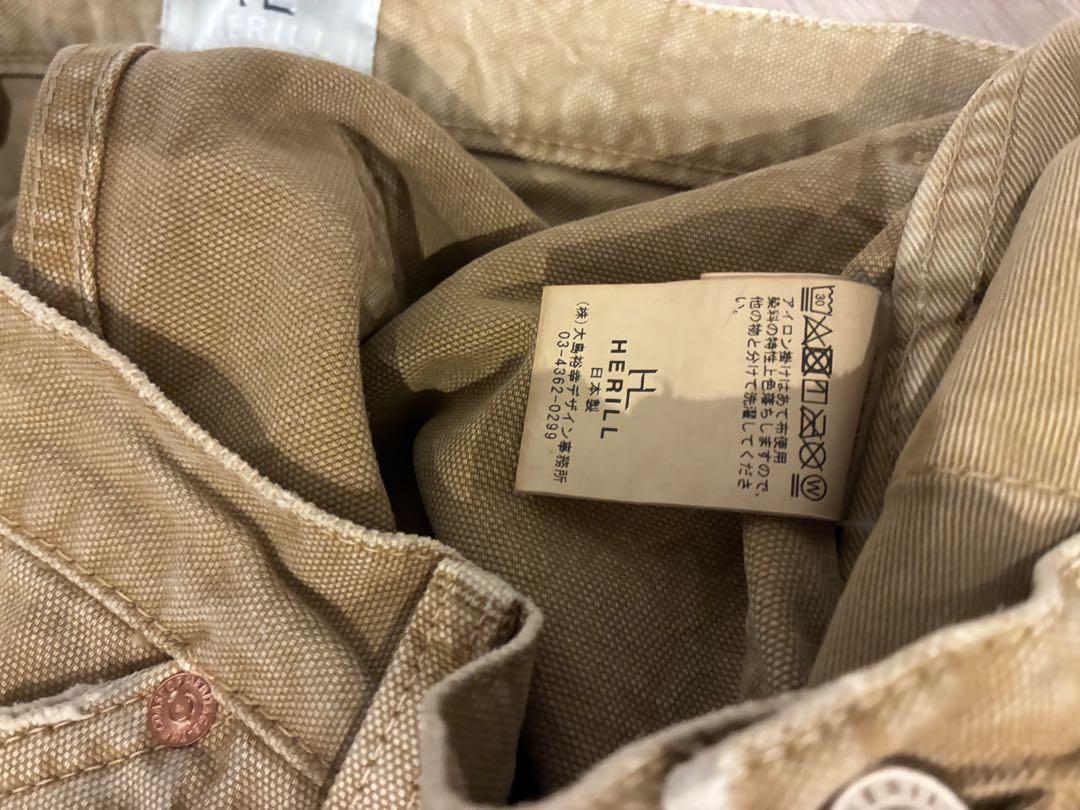 HERILL
30
W
アイロン掛けはあて布使用
染料の特性上色落ちしますので、
他の物と分けて洗濯してくださ
い。
HL
HERILL
日本製
(株)大島裕幸デザイン事務所
03-4362-0299